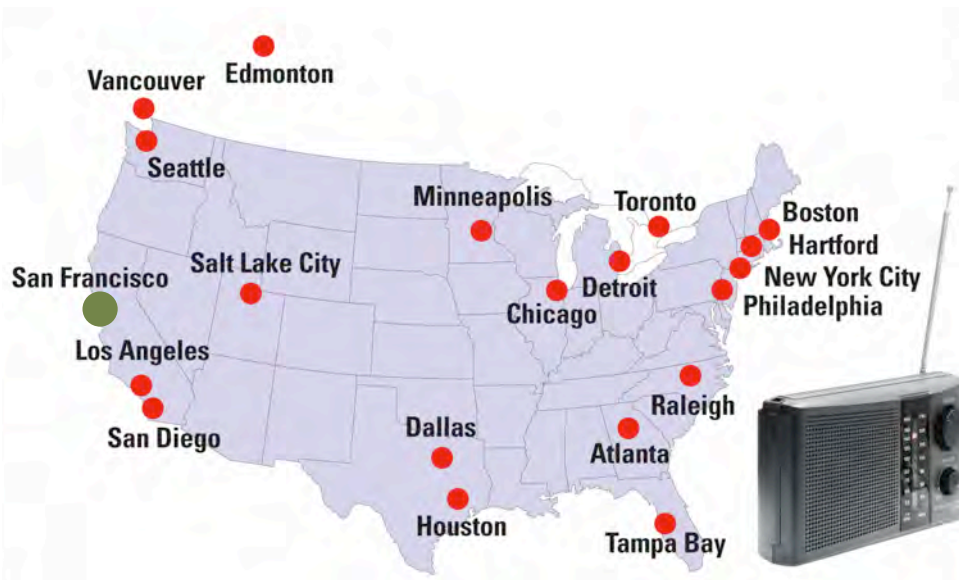 Edmonton
Vancouver
Seattle
Minneapolis
Toronto
Boston
Hartford
San Francisco
Salt Lake City
Detroit
New York City
Chicago
Philadelphia
Los Angeles
San Diego
Raleigh
Dallas
Atlanta
Houston
Tampa Bay